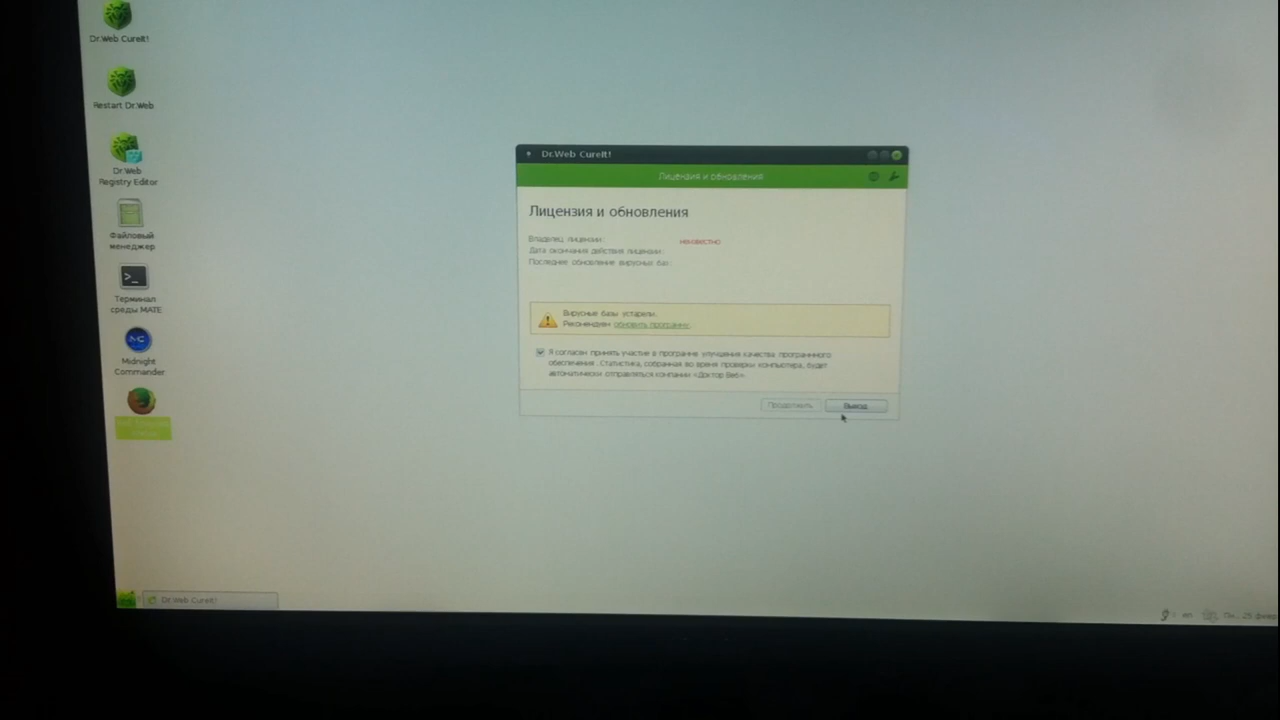 Dr.Web CureIt!
Restart Dr.Web
Dr.Web
Registry Editor
Файловый
менеджер
Терминал
среды MATE
Midnight
Commander
Dr.Web CureIt!
Лицензия и обновления
Лицензия и обновления
Владелец лицензии: неизвестно
Дата окончания действия лицензии:
Последнее обновление вирусных баз:
Вирусные базы устарели.
Рекомендуем обновить программу.
Я согласен принять участие в программе улучшения качества программного
обеспечения. Статистика, собранная во время проверки компьютера, будет
автоматически отправляться компании «Доктор Веб».
Продолжить
Выход
Dr.Web CureIt!